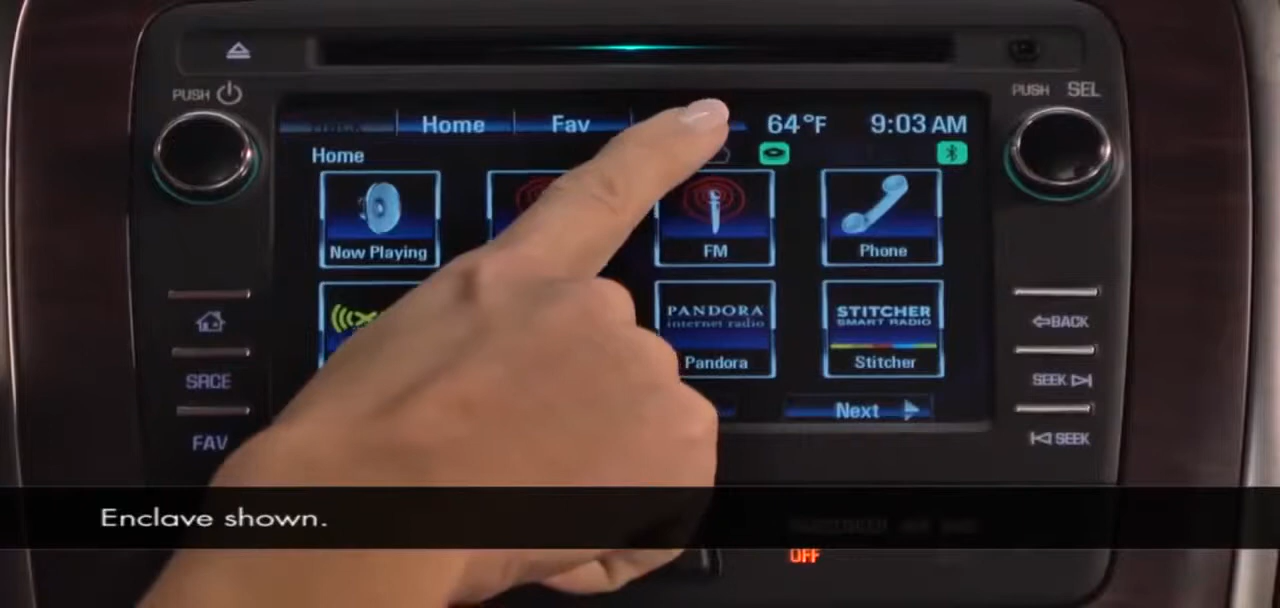 PUSH
PUSH SEL
Home Fav 64°F 9:03 AM
Home
Now Playing
FM
Phone
PANDORA
internet radio
Pandora
STITCHER
SMART RADIO
Stitcher
Next
SRCE
FAV
BACK
SEEK
SEEK
Enclave shown.
OFF